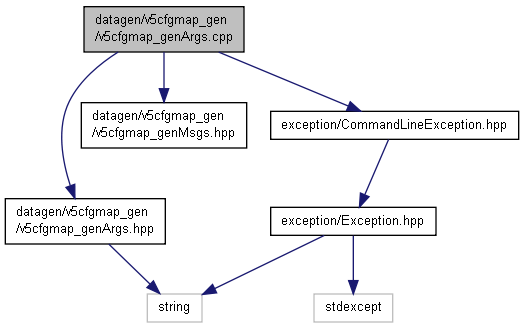 datagen/v5cfgmap_gen
/v5cfgmap_genArgs.cpp
datagen/v5cfgmap_gen
/v5cfgmap_genMsgs.hpp
exception/CommandLineException.hpp
datagen/v5cfgmap_gen
/v5cfgmap_genArgs.hpp
exception/Exception.hpp
string
stdexcept